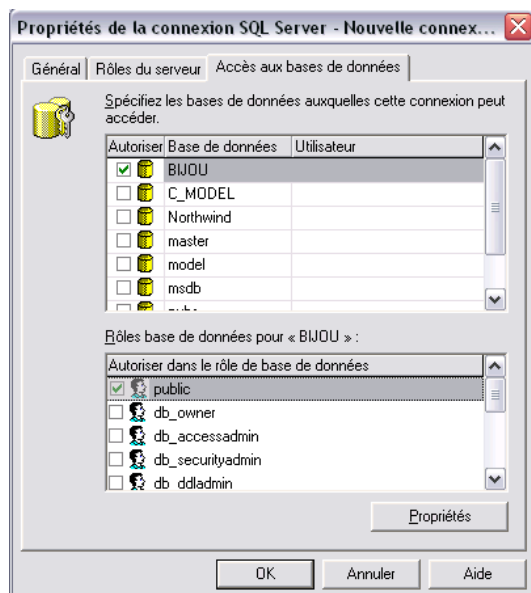 Propriétés de la connexion SQL Server - Nouvelle connex...
Général Rôles du serveur Accès aux bases de données
Spécifiez les bases de données auxquelles cette connexion peut
accéder.
Autoriser Base de données Utilisateur
BIJOU
C_MODEL
Northwind
master
model
msdb
Rôles base de données pour « BIJOU » :
Autoriser dans le rôle de base de données
public
db_owner
db_accessadmin
db_securityadmin
db_ddladmin
Propriétés
OK Annuler Aide